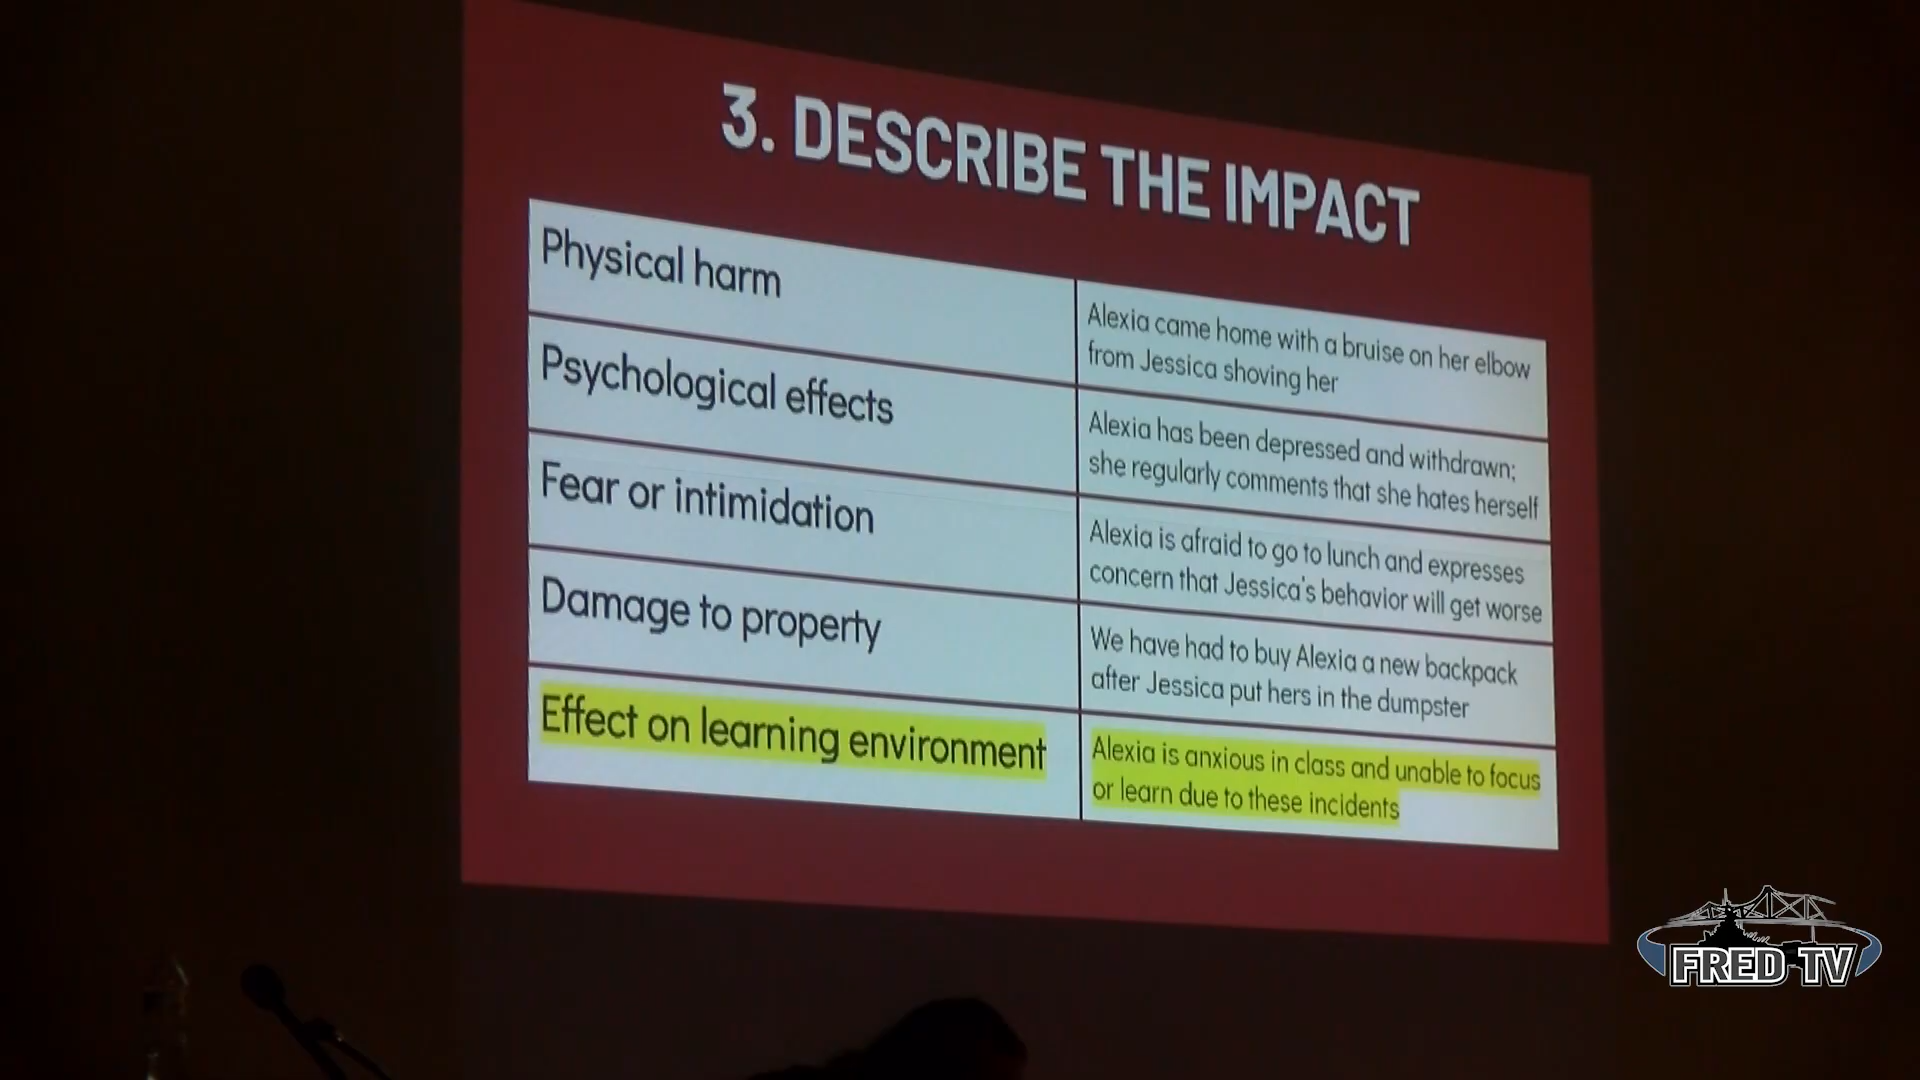 3. DESCRIBE THE IMPACT
Physical harm
Alexia came home with a bruise on her elbow
from Jessica shoving her
Psychological effects
Alexia has been depressed and withdrawn;
she regularly comments that she hates herself
Fear or intimidation
Alexia is afraid to go to lunch and expresses
concern that Jessica's behavior will get worse
Damage to property
We have had to buy Alexia a new backpack
after Jessica put hers in the dumpster
Effect on learning environment
Alexia is anxious in class and unable to focus
or learn due to these incidents
FRED TV